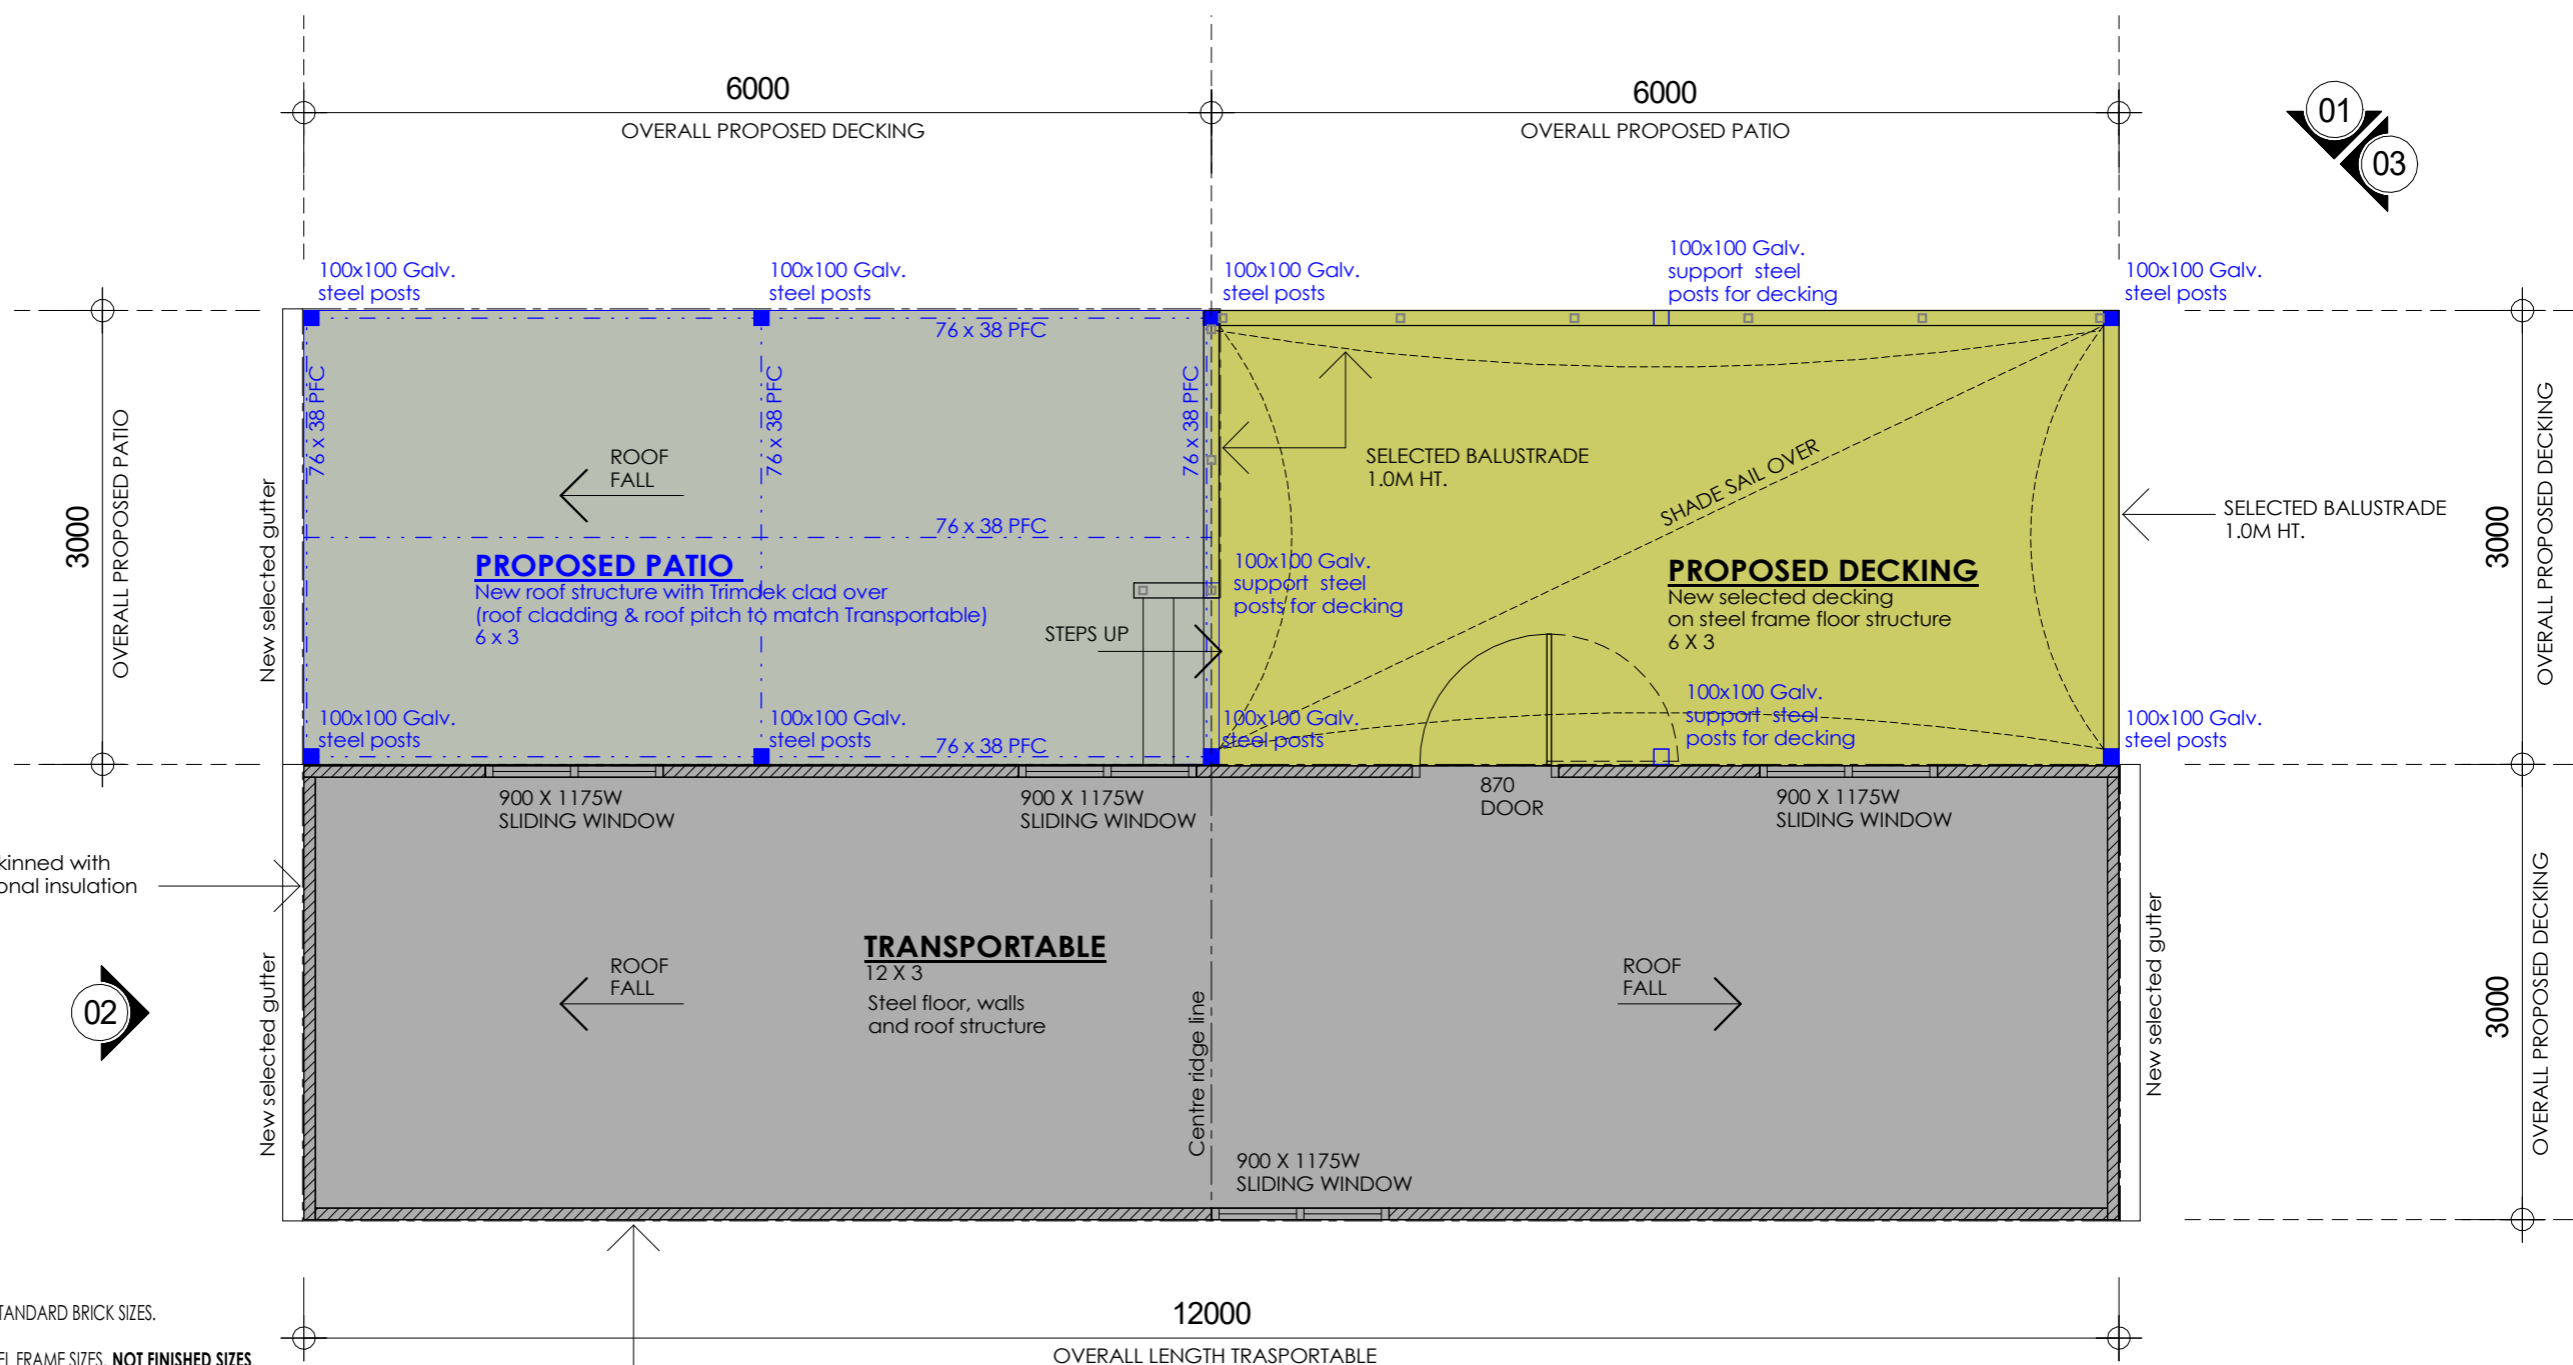 6000
OVERALL PROPOSED DECKING
6000
OVERALL PROPOSED PATIO
01
03
100x100 Galv.
steel posts
100x100 Galv.
steel posts
100x100 Galv.
steel posts
100x100 Galv.
support steel
posts for decking
100x100 Galv.
steel posts
76 x 38 PFC
76 x 38 PFC
76 x 38 PFC
76 x 38 PFC
3000
OVERALL PROPOSED PATIO
New selected gutter
ROOF
FALL
SELECTED BALUSTRADE
1.0M HT.
SHADE SAIL OVER
SELECTED BALUSTRADE
1.0M HT.
3000
OVERALL PROPOSED DECKING
76 x 38 PFC
PROPOSED PATIO
New roof structure with Trimdek clad over
(roof cladding & roof pitch to match Transportable)
6 x 3
100x100 Galv.
support steel
posts for decking
PROPOSED DECKING
New selected decking
on steel frame floor structure
6 X 3
STEPS UP
100x100 Galv.
steel posts
100x100 Galv.
steel posts
76 x 38 PFC
100x100 Galv.
steel posts
100x100 Galv.
support steel
posts for decking
100x100 Galv.
steel posts
900 X 1175W
SLIDING WINDOW
900 X 1175W
SLIDING WINDOW
870
DOOR
900 X 1175W
SLIDING WINDOW
kinned with
onal insulation
02
New selected gutter
ROOF
FALL
TRANSPORTABLE
12 X 3
Steel floor, walls
and roof structure
Centre ridge line
ROOF
FALL
New selected gutter
3000
OVERALL PROPOSED DECKING
900 X 1175W
SLIDING WINDOW
TANDARD BRICK SIZES.
EL FRAME SIZES. NOT FINISHED SIZES
12000
OVERALL LENGTH TRASPORTABLE